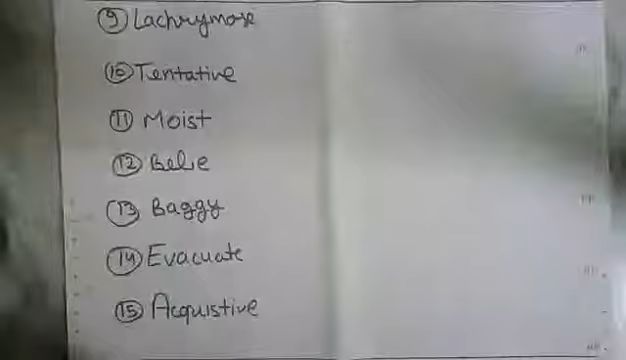 9 Lachrymose
10 Tentative
11 Moist
12 Belie
13 Baggy
14 Evacuate
15 Acquistive